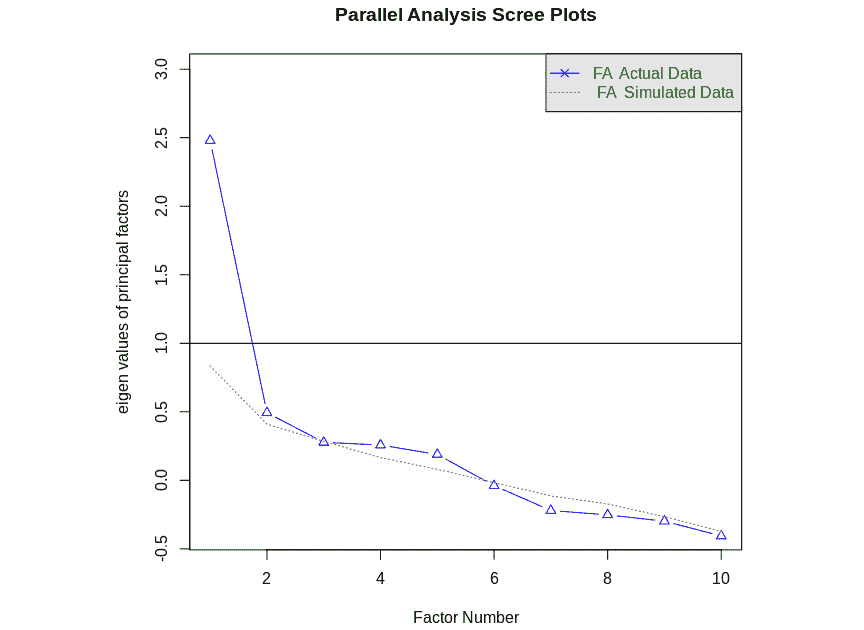 Parallel Analysis Scree Plots
FA Actual Data
FA Simulated Data
eigen values of principal factors
3.0
2.5
2.0
1.5
1.0
0.5
0.0
-0.5
2 4 6 8 10
Factor Number